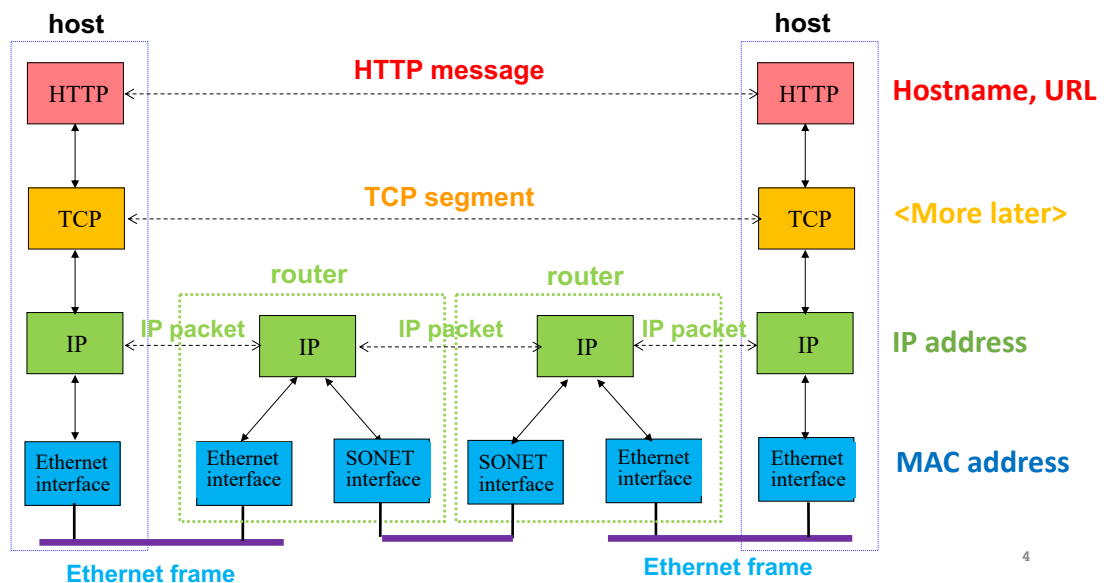 host
host
HTTP message
HTTP
HTTP
Hostname, URL
TCP segment
TCP
TCP
<More later>
router
router
IP packet
IP packet
IP packet
IP
IP
IP
IP
IP address
Ethernet
interface
Ethernet
interface
SONET
interface
SONET
interface
Ethernet
interface
Ethernet
interface
MAC address
Ethernet frame
Ethernet frame
4